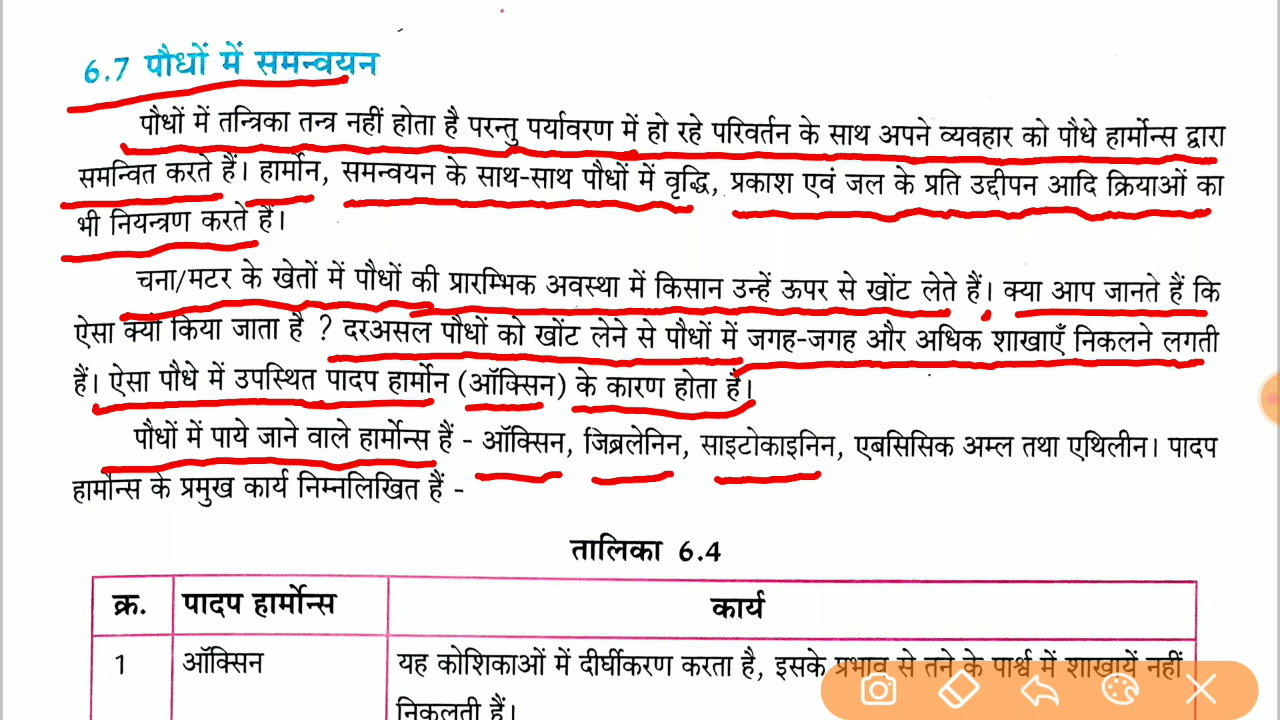 6.7 पौधों में समन्वयन
पौधों में तन्त्रिका तन्त्र नहीं होता है परन्तु पर्यावरण में हो रहे परिवर्तन के साथ अपने व्यवहार को पौधे हार्मोन्स द्वारा
समन्वित करते हैं। हार्मोन, समन्वयन के साथ-साथ पौधों में वृद्धि, प्रकाश एवं जल के प्रति उद्दीपन आदि क्रियाओं का
भी नियन्त्रण करते हैं।
चना/मटर के खेतों में पौधों की प्रारम्भिक अवस्था में किसान उन्हें ऊपर से खोंट लेते हैं। क्या आप जानते हैं कि
ऐसा क्यों किया जाता है ? दरअसल पौधों को खोंट लेने से पौधों में जगह-जगह और अधिक शाखाएँ निकलने लगती
हैं। ऐसा पौधे में उपस्थित पादप हार्मोन (ऑक्सिन) के कारण होता है।
पौधों में पाये जाने वाले हार्मोन्स हैं - ऑक्सिन, जिब्रलेनिन, साइटोकाइनिन, एबसिसिक अम्ल तथा एथिलीन। पादप
हार्मोन्स के प्रमुख कार्य निम्नलिखित हैं -
तालिका 6.4
क्र. पादप हार्मोन्स कार्य
1 ऑक्सिन यह कोशिकाओं में दीर्घीकरण करता है, इसके प्रभाव से तने के पार्श्व में शाखायें नहीं
निकलती हैं।